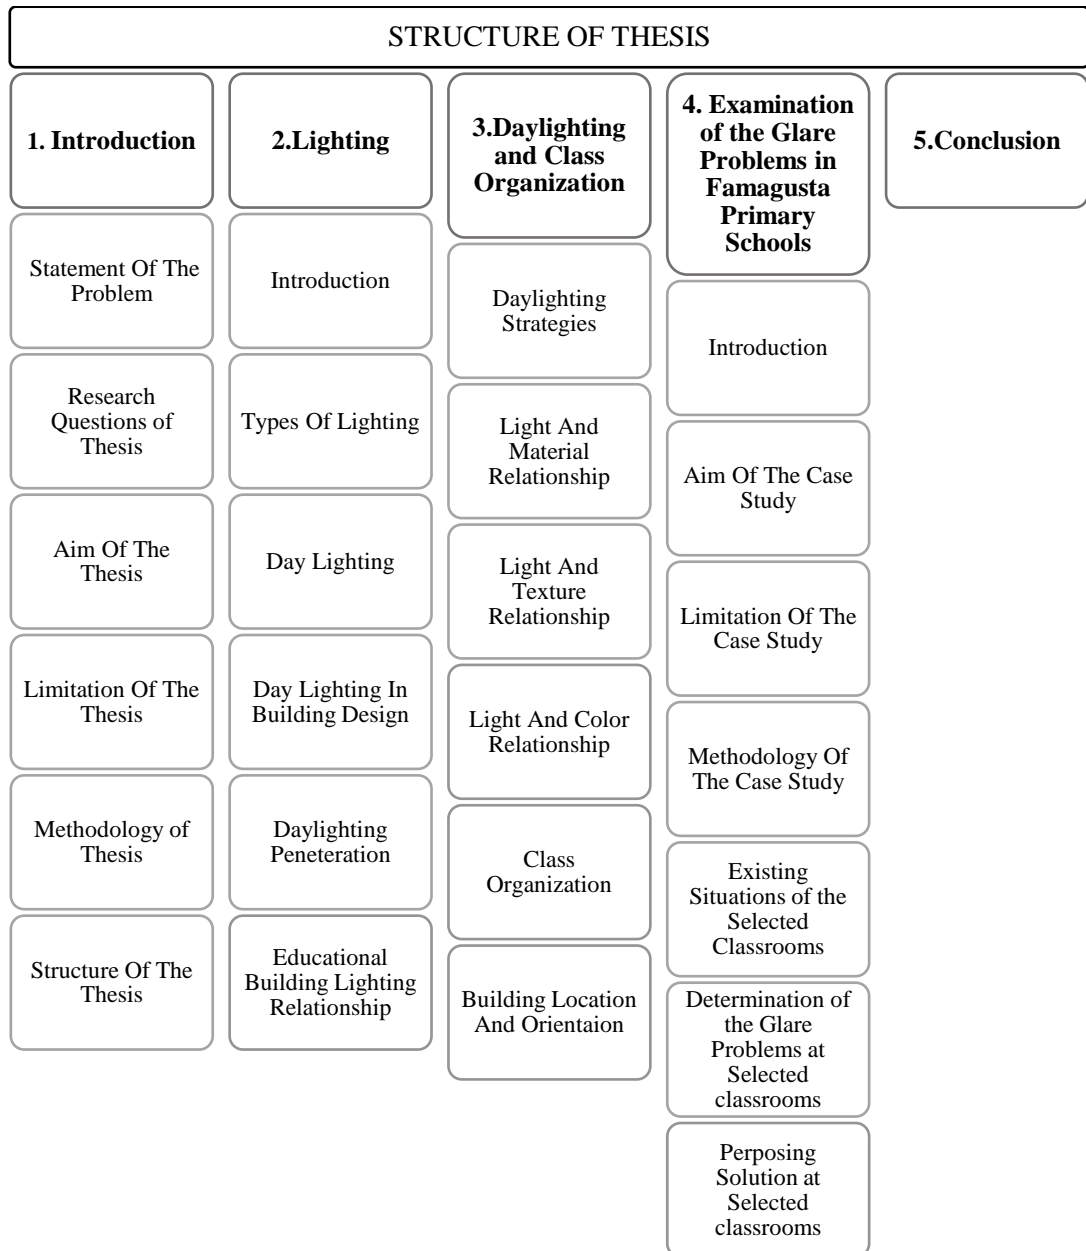 STRUCTURE OF THESIS
1. Introduction
Statement Of The
Problem
Research
Questions of
Thesis
Aim Of The
Thesis
Limitation Of The
Thesis
Methodology of
Thesis
Structure Of The
Thesis
2.Lighting
Introduction
Types Of Lighting
Day Lighting
Day Lighting In
Building Design
Daylighting
Peneteration
Educational
Building Lighting
Relationship
3.Daylighting
and Class
Organization
Daylighting
Strategies
Light And
Material
Relationship
Light And
Texture
Relationship
Light And Color
Relationship
Class
Organization
Building Location
And Orientaion
4. Examination
of the Glare
Problems in
Famagusta
Primary
Schools
Introduction
Aim Of The Case
Study
Limitation Of The
Case Study
Methodology Of
The Case Study
Existing
Situations of the
Selected
Classrooms
Determination of
the Glare
Problems at
Selected
classrooms
Perposing
Solution at
Selected
classrooms
5.Conclusion